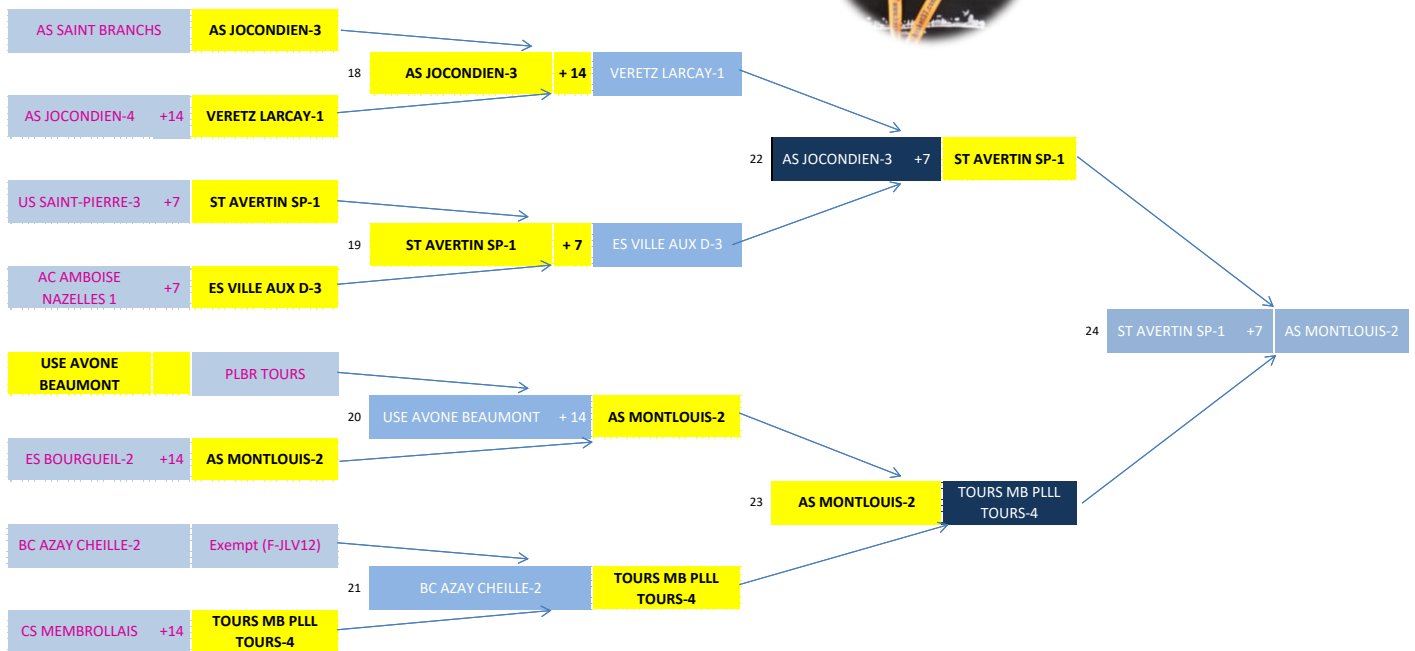 AS SAINT BRANCHS AS JOCONDIEN-3
18 AS JOCONDIEN-3 + 14 VERETZ LARCAY-1
AS JOCONDIEN-4 +14 VERETZ LARCAY-1
22 AS JOCONDIEN-3 +7 ST AVERTIN SP-1
US SAINT-PIERRE-3 +7 ST AVERTIN SP-1
19 ST AVERTIN SP-1 + 7 ES VILLE AUX D-3
AC AMBOISE
NAZELLES 1 +7 ES VILLE AUX D-3
24 ST AVERTIN SP-1 +7 AS MONTLOUIS-2
USE AVONE
BEAUMONT PLBR TOURS
20 USE AVONE BEAUMONT + 14 AS MONTLOUIS-2
ES BOURGUEIL-2 +14 AS MONTLOUIS-2
23 AS MONTLOUIS-2 TOURS MB PLLL
TOURS-4
BC AZAY CHEILLE-2 Exempt (F-JLV12)
21 BC AZAY CHEILLE-2 TOURS MB PLLL
TOURS-4
CS MEMBROLLAIS +14 TOURS MB PLLL
TOURS-4